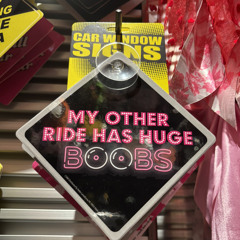 CAR WINDOW
SIGNS
MY OTHER
RIDE HAS HUGE
BOOBS